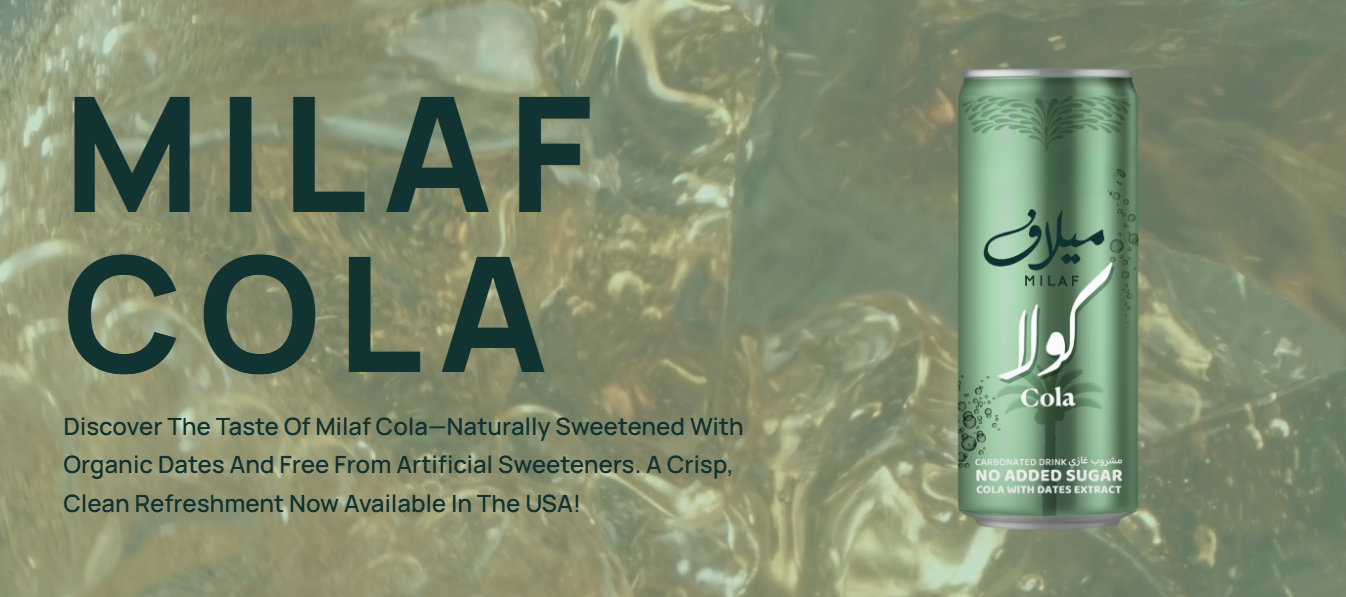 MILAF
COLA
Discover The Taste Of Milaf Cola—Naturally Sweetened With
Organic Dates And Free From Artificial Sweeteners. A Crisp,
Clean Refreshment Now Available In The USA!
ميلاف
MILAF
كولا
Cola
CARBONATED DRINK مشروب غازي
NO ADDED SUGAR
COLA WITH DATES EXTRACT